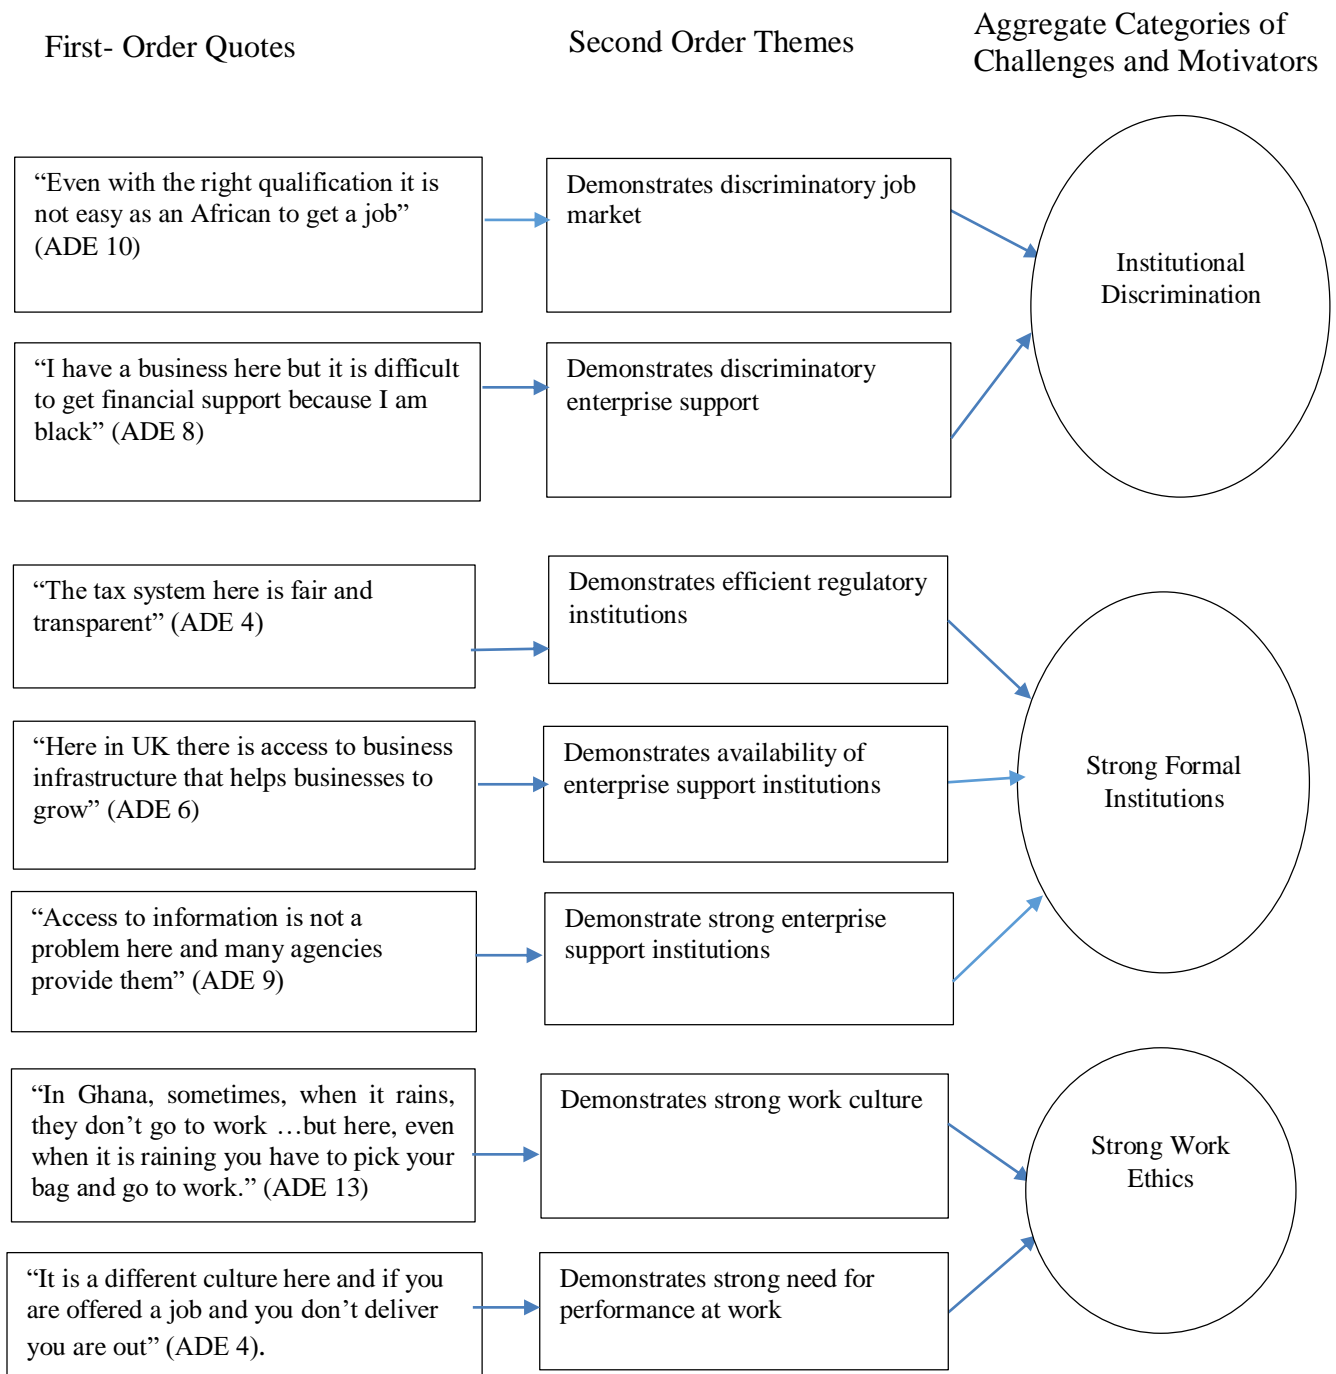 First- Order Quotes
Second Order Themes
Aggregate Categories of
Challenges and Motivators
“Even with the right qualification it is
not easy as an African to get a job”
(ADE 10)
Demonstrates discriminatory job
market
Institutional
Discrimination
“I have a business here but it is difficult
to get financial support because I am
black” (ADE 8)
Demonstrates discriminatory
enterprise support
“The tax system here is fair and
transparent” (ADE 4)
Demonstrates efficient regulatory
institutions
“Here in UK there is access to business
infrastructure that helps businesses to
grow” (ADE 6)
Demonstrates availability of
enterprise support institutions
Strong Formal
Institutions
“Access to information is not a
problem here and many agencies
provide them” (ADE 9)
Demonstrate strong enterprise
support institutions
“In Ghana, sometimes, when it rains,
they don’t go to work …but here, even
when it is raining you have to pick your
bag and go to work.” (ADE 13)
Demonstrates strong work culture
Strong Work
Ethics
“It is a different culture here and if you
are offered a job and you don’t deliver
you are out” (ADE 4).
Demonstrates strong need for
performance at work